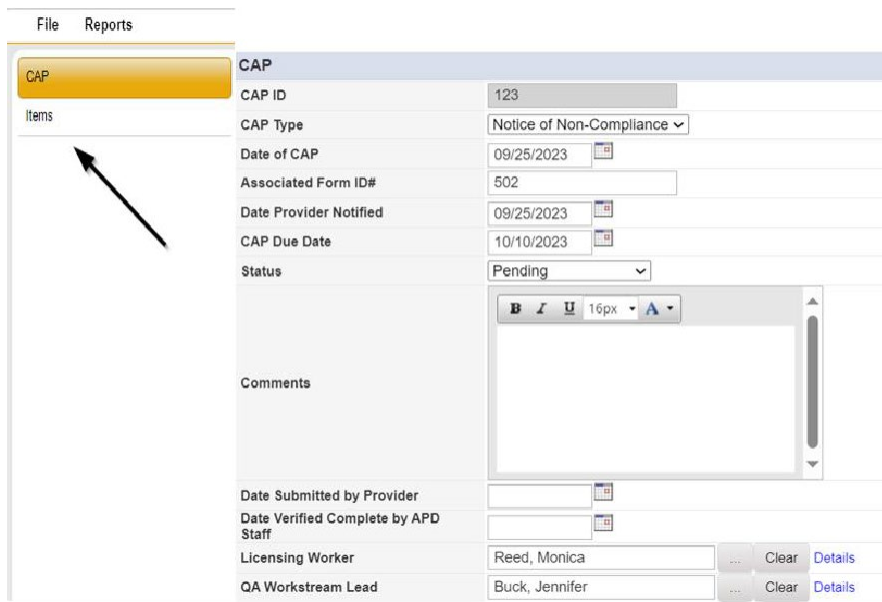 File Reports
CAP
Items
CAP
CAP ID 123
CAP Type Notice of Non-Compliance
Date of CAP 09/25/2023
Associated Form ID# 502
Date Provider Notified 09/25/2023
CAP Due Date 10/10/2023
Status Pending
B I U 16px A
Comments
Date Submitted by Provider
Date Verified Complete by APD
Staff
Licensing Worker Reed, Monica ... Clear Details
QA Workstream Lead Buck, Jennifer ... Clear Details